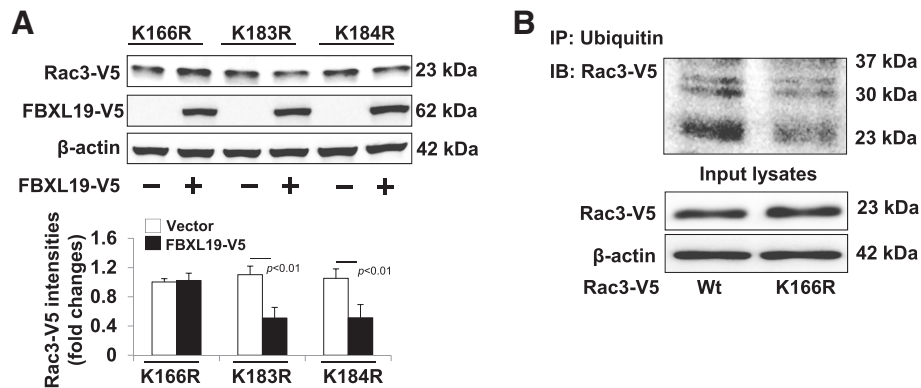 A
K166R K183R K184R
Rac3-V5 23 kDa
FBXL19-V5 62 kDa
β-actin 42 kDa
FBXL19-V5 – + – + – +
Vector
FBXL19-V5
Rac3-V5 intensities
(fold changes)
1.6
1.2
0.8
0.4
0
p<0.01
p<0.01
K166R K183R K184R
B
IP: Ubiquitin
IB: Rac3-V5
37 kDa
30 kDa
23 kDa
Input lysates
Rac3-V5 23 kDa
β-actin 42 kDa
Rac3-V5 Wt K166R